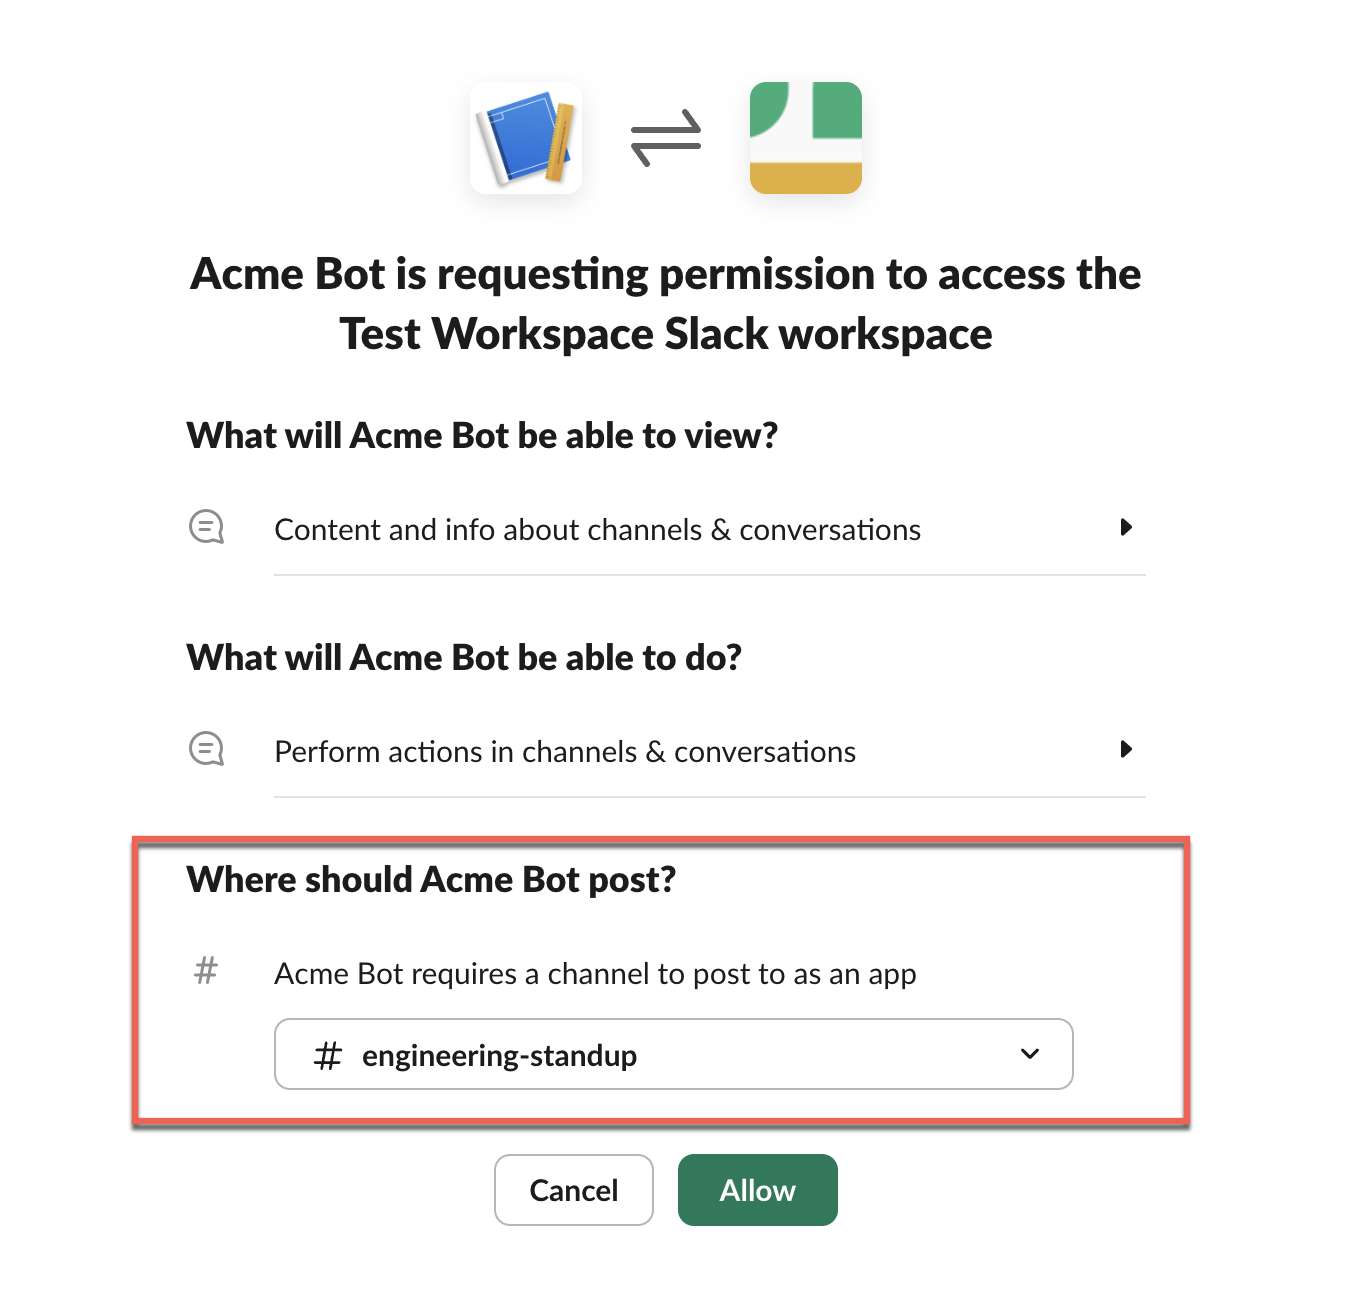 Acme Bot is requesting permission to access the
Test Workspace Slack workspace
What will Acme Bot be able to view?
Content and info about channels & conversations
What will Acme Bot be able to do?
Perform actions in channels & conversations
Where should Acme Bot post?
# Acme Bot requires a channel to post to as an app
# engineering-standup
Cancel Allow